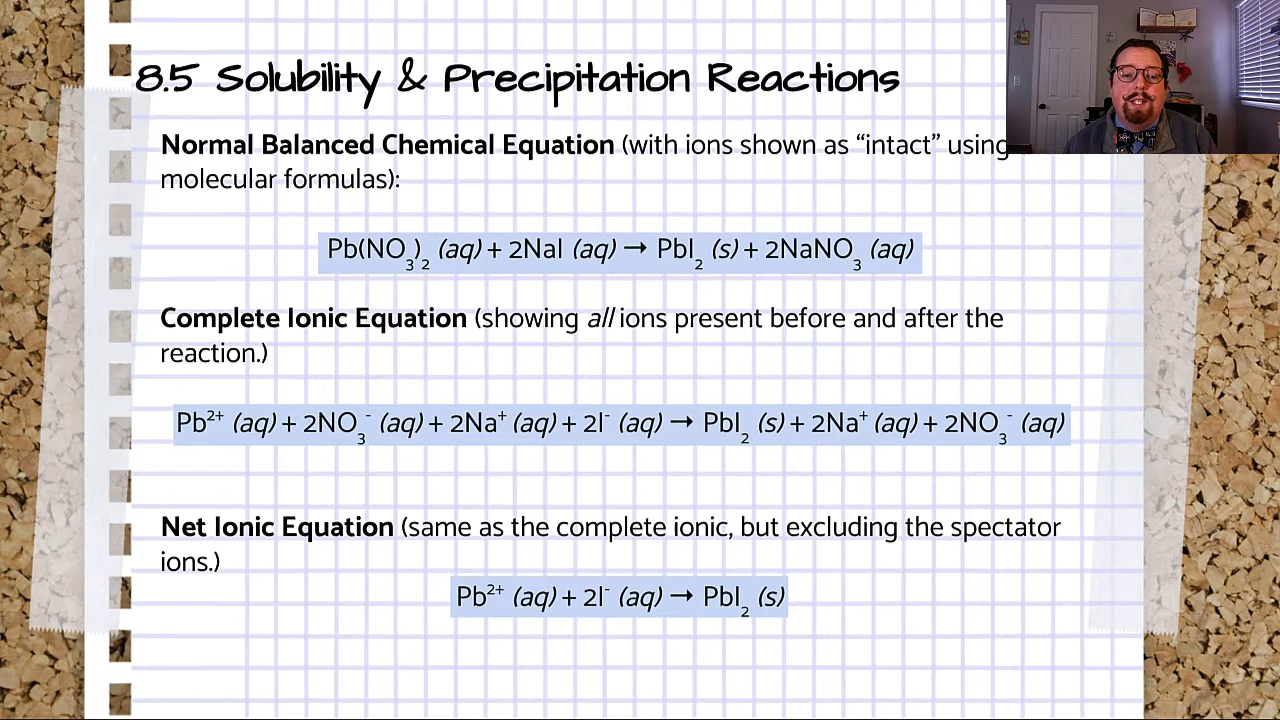 8.5 Solubility & Precipitation Reactions
Normal Balanced Chemical Equation (with ions shown as “intact” using
molecular formulas):
Pb(NO₃)₂ (aq) + 2NaI (aq) → PbI₂ (s) + 2NaNO₃ (aq)
Complete Ionic Equation (showing all ions present before and after the
reaction.)
Pb²⁺ (aq) + 2NO₃⁻ (aq) + 2Na⁺ (aq) + 2I⁻ (aq) → PbI₂ (s) + 2Na⁺ (aq) + 2NO₃⁻ (aq)
Net Ionic Equation (same as the complete ionic, but excluding the spectator
ions.)
Pb²⁺ (aq) + 2I⁻ (aq) → PbI₂ (s)